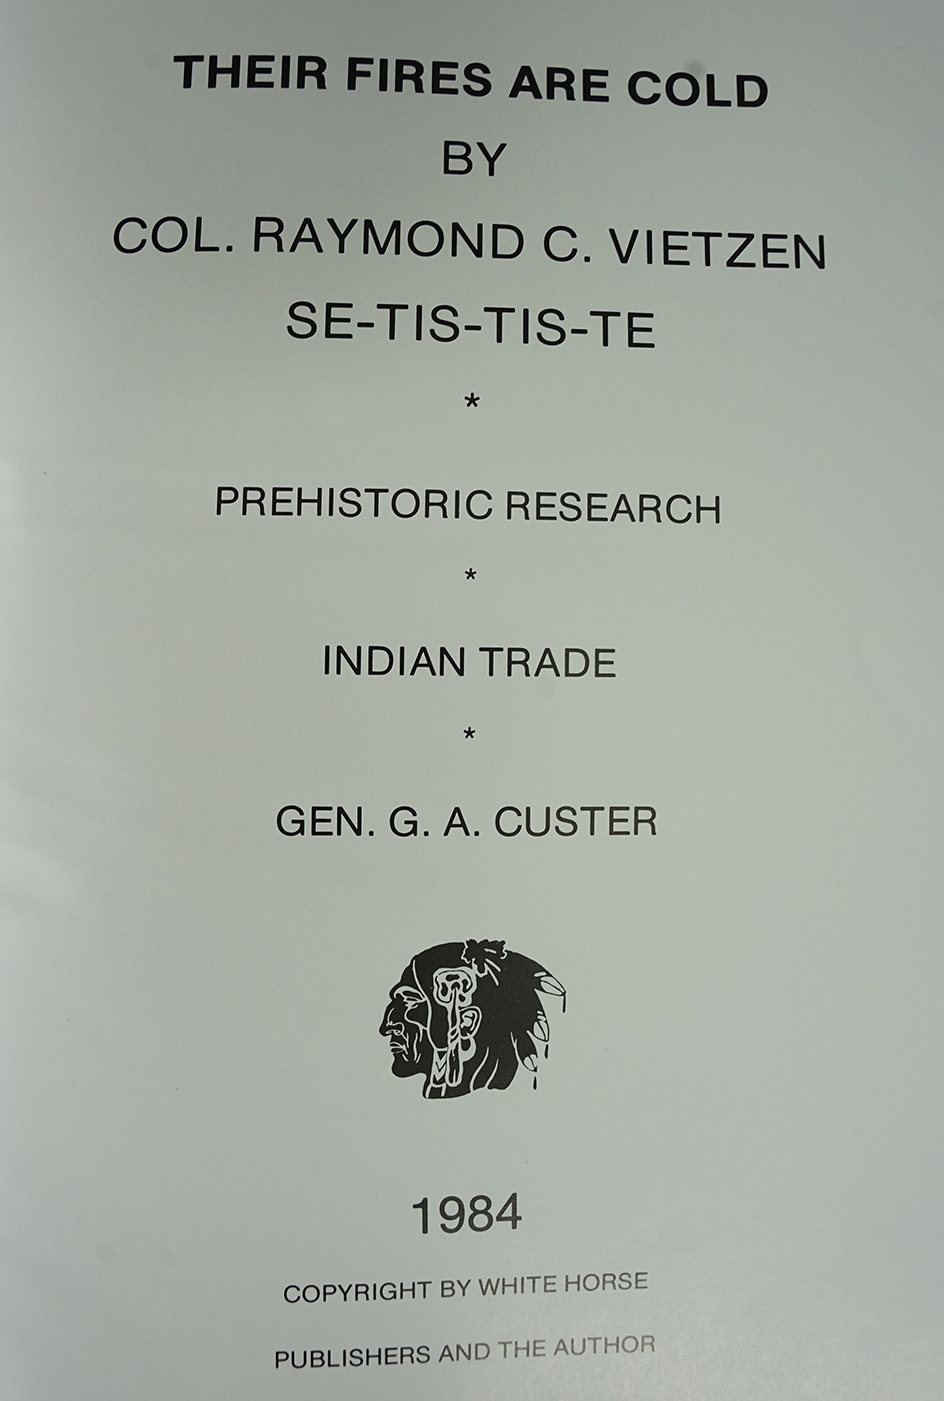 THEIR FIRES ARE COLD
BY
COL. RAYMOND C. VIETZEN
SE-TIS-TIS-TE
*
PREHISTORIC RESEARCH
*
INDIAN TRADE
*
GEN. G. A. CUSTER
1984
COPYRIGHT BY WHITE HORSE
PUBLISHERS AND THE AUTHOR